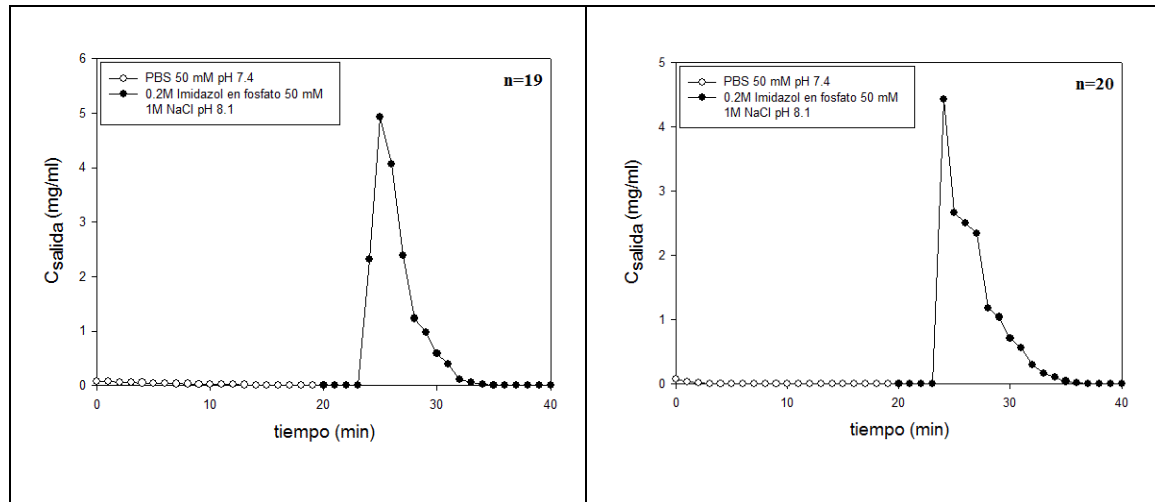 PBS 50 mM pH 7.4
0.2M Imidazol en fosfato 50 mM
1M NaCl pH 8.1
n=19
6
5
4
3
2
1
0
Csalida (mg/ml)
0 10 20 30 40
tiempo (min)
PBS 50 mM pH 7.4
0.2M Imidazol en fosfato 50 mM
1M NaCl pH 8.1
n=20
5
4
3
2
1
0
Csalida (mg/ml)
0 10 20 30 40
tiempo (min)